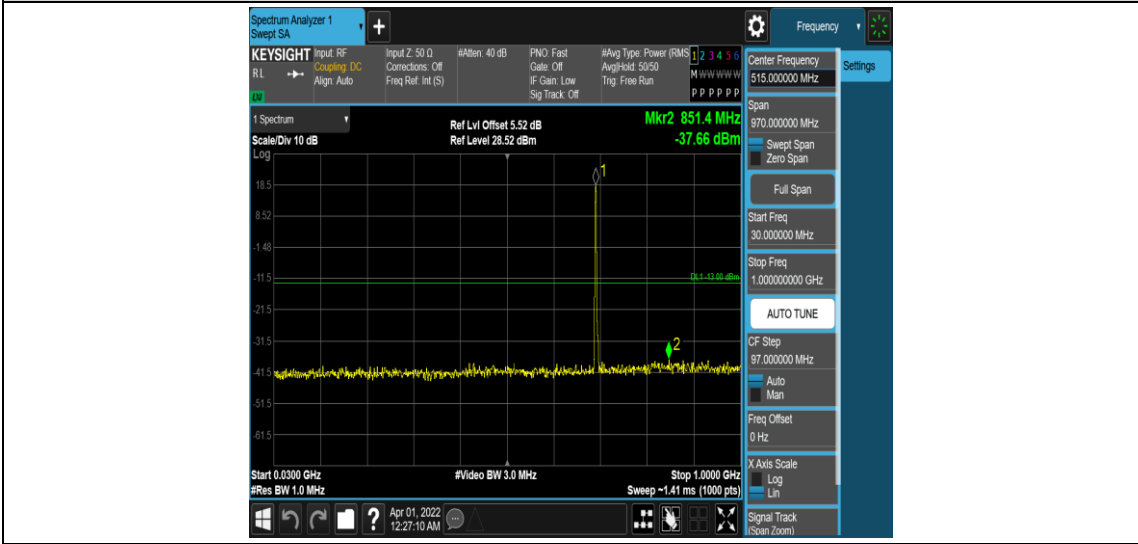 Spectrum Analyzer 1
Swept SA
Frequency
KEYSIGHT
RL
Input: RF
Coupling: DC
Align: Auto
Input Z: 50 Ω
Corrections: Off
Freq Ref: Int (S)
#Atten: 40 dB
PNO: Fast
Gate: Off
IF Gain: Low
Sig Track: Off
#Avg Type: Power (RMS
Avg|Hold: 50/50
Trig: Free Run
1 2 3 4 5 6
M W W W W W
P P P P P P
1 Spectrum
Scale/Div 10 dB
Log
Ref Lvl Offset 5.52 dB
Ref Level 28.52 dBm
Mkr2 851.4 MHz
-37.66 dBm
1
18.5
8.52
-1.48
-11.5
DL1 -13.00 dBm
-21.5
-31.5
2
-41.5
-51.5
-61.5
Start 0.0300 GHz
#Video BW 3.0 MHz
Stop 1.0000 GHz
#Res BW 1.0 MHz
Sweep ~1.41 ms (1000 pts)
?
Apr 01, 2022
12:27:10 AM
Settings
Center Frequency
515.000000 MHz
Span
970.000000 MHz
Swept Span
Zero Span
Full Span
Start Freq
30.000000 MHz
Stop Freq
1.000000000 GHz
AUTO TUNE
CF Step
97.000000 MHz
Auto
Man
Freq Offset
0 Hz
X Axis Scale
Log
Lin
Signal Track
(Span Zoom)